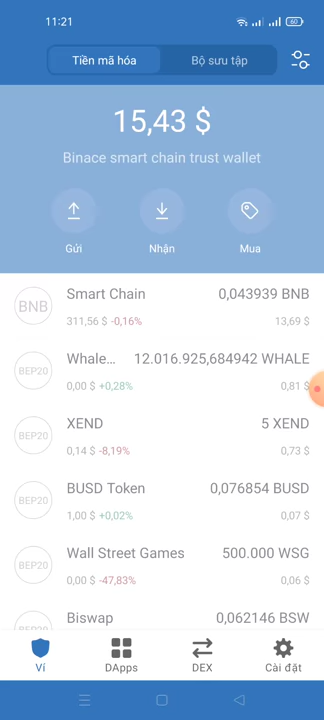 11:21
60
Tiền mã hóa
Bộ sưu tập
15,43 $
Binace smart chain trust wallet
Gửi
Nhận
Mua
BNB
Smart Chain
0,043939 BNB
311,56 $ -0,16%
13,69 $
BEP20
Whale...
12.016.925,684942 WHALE
0,00 $ +0,28%
0,81 $
BEP20
XEND
5 XEND
0,14 $ -8,19%
0,73 $
BEP20
BUSD Token
0,076854 BUSD
1,00 $ +0,02%
0,07 $
BEP20
Wall Street Games
500.000 WSG
0,00 $ -47,83%
0,06 $
BEP20
Biswap
0,062146 BSW
Ví
DApps
DEX
Cài đặt